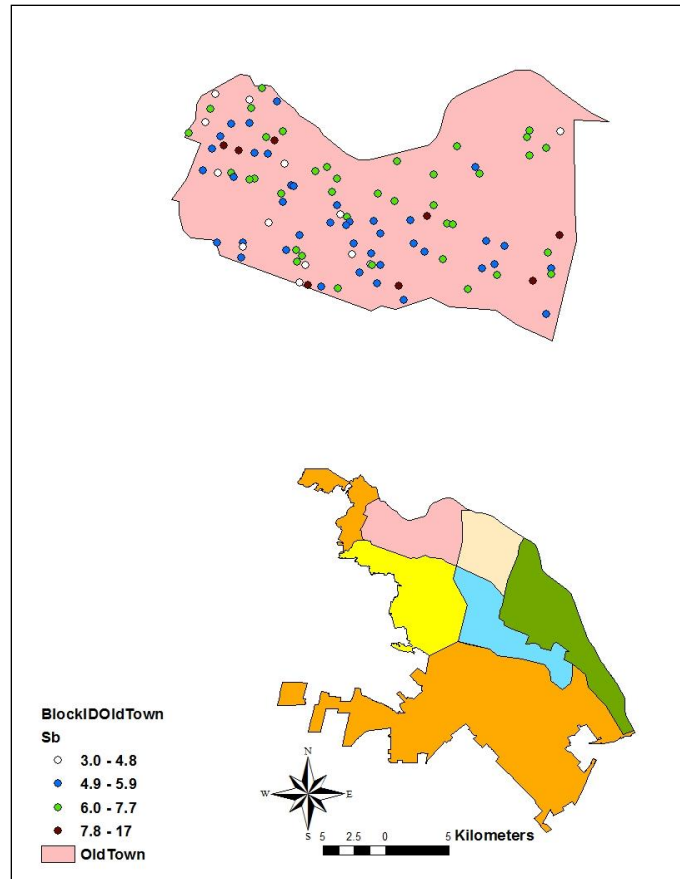 BlockIDOldTown
Sb
3.0 - 4.8
4.9 - 5.9
6.0 - 7.7
7.8 - 17
OldTown
N
W E
S
5 2.5 0 5 Kilometers